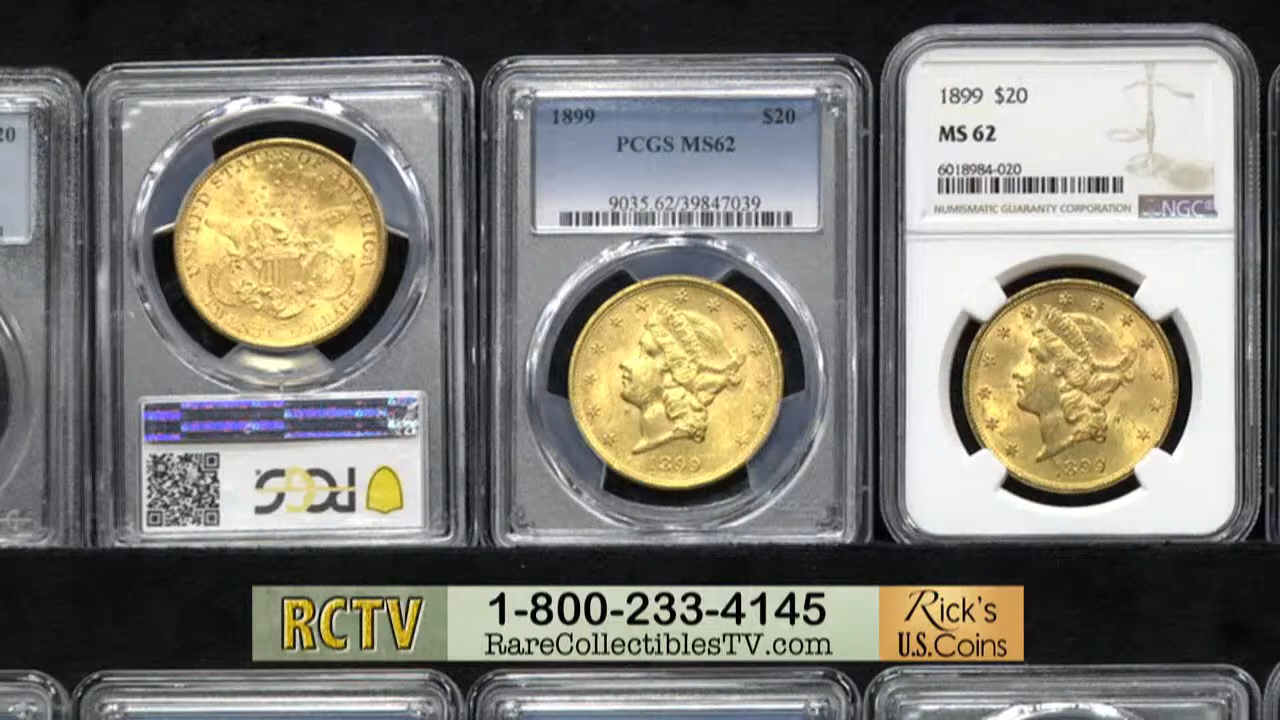 20
UNITED STATES OF AMERICA
TWENTY DOLLARS
PCGS
1899 $20
PCGS MS62
9035.62/39847039
1899
1899 $20
MS 62
6018984-020
NUMISMATIC GUARANTY CORPORATION NGC
1899
RCTV
1-800-233-4145
RareCollectiblesTV.com
Rick's
U.S. Coins